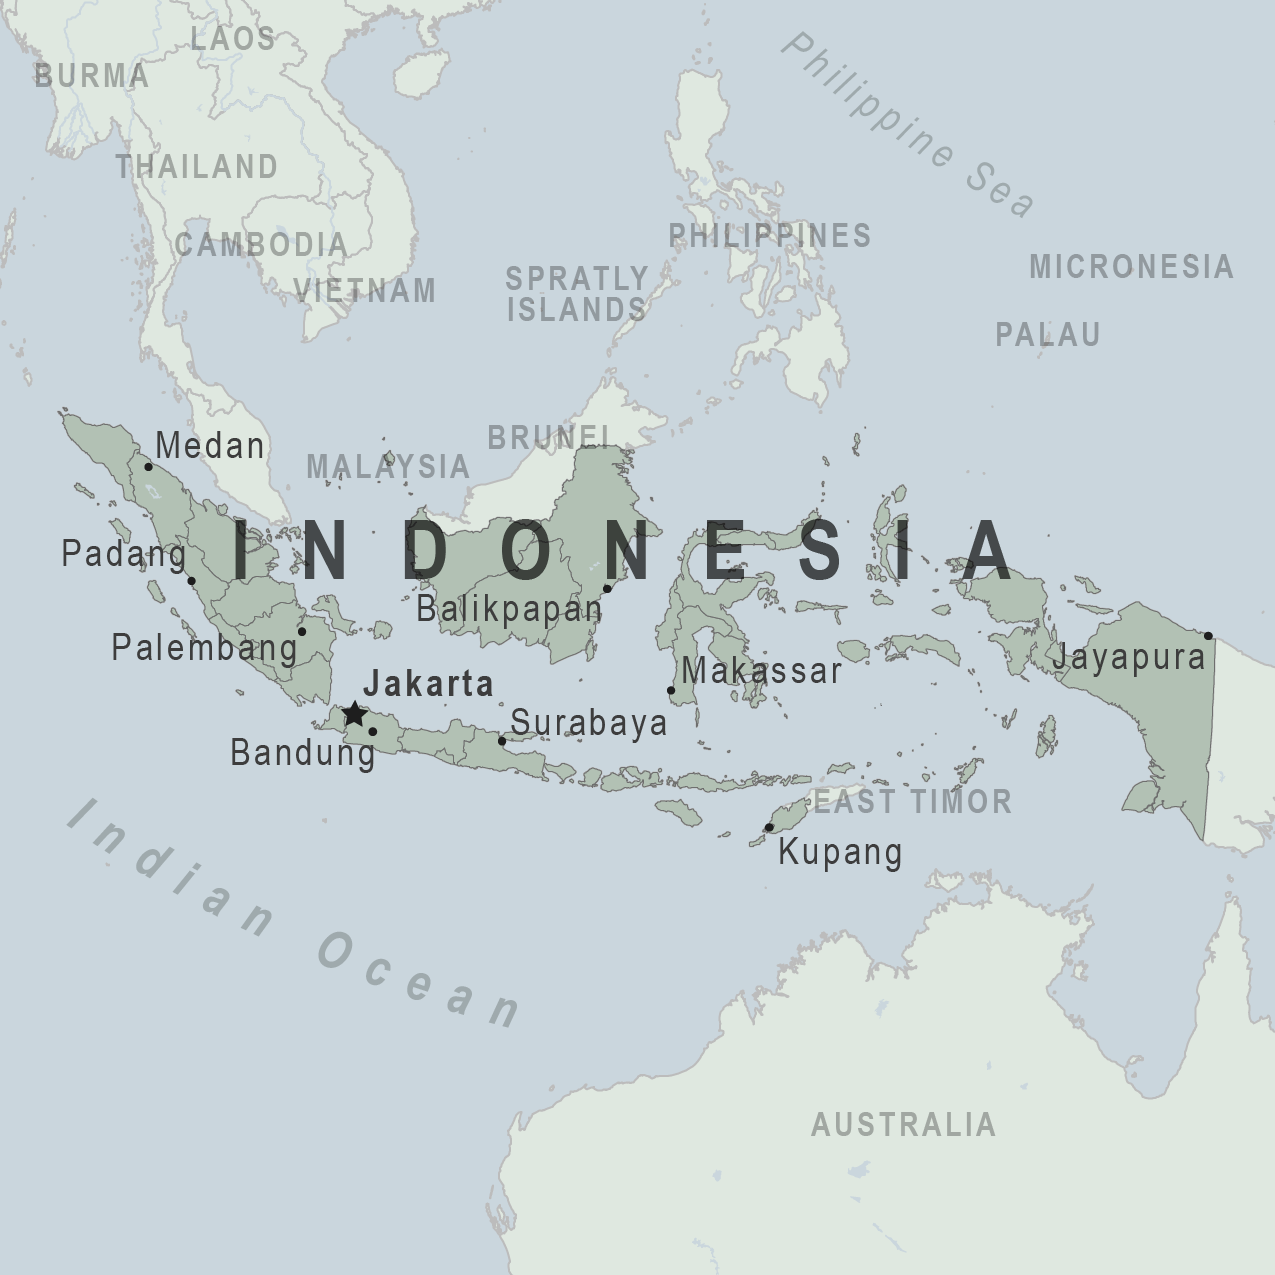 LAOS
BURMA
Philippine Sea
THAILAND
CAMBODIA
PHILIPPINES
VIETNAM
SPRATLY
ISLANDS
MICRONESIA
PALAU
BRUNEI
Medan
MALAYSIA
INDONESIA
Padang
Balikpapan
Palembang
Jayapura
Makassar
Jakarta
Surabaya
Bandung
EAST TIMOR
Kupang
Indian Ocean
AUSTRALIA